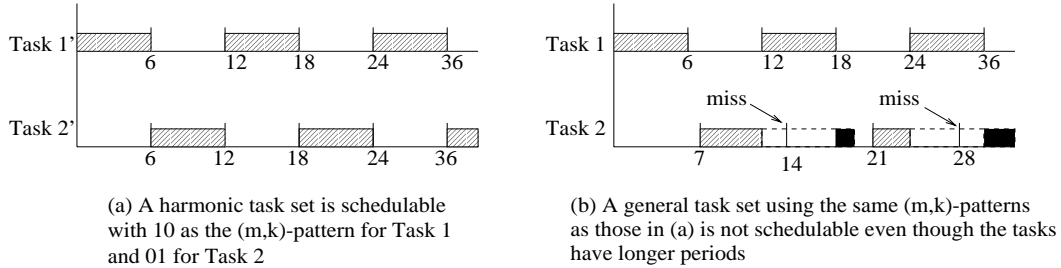 Task 1'
6 12 18 24 36
Task 2'
6 12 18 24 36
(a) A harmonic task set is schedulable
with 10 as the (m,k)-pattern for Task 1
and 01 for Task 2
Task 1
6 12 18 24 36
miss miss
Task 2
7 14 21 28
(b) A general task set using the same (m,k)-patterns
as those in (a) is not schedulable even though the tasks
have longer periods